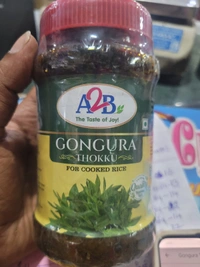 A2B
The Taste of Joy!
GONGURA
THOKKU
FOR COOKED RICE